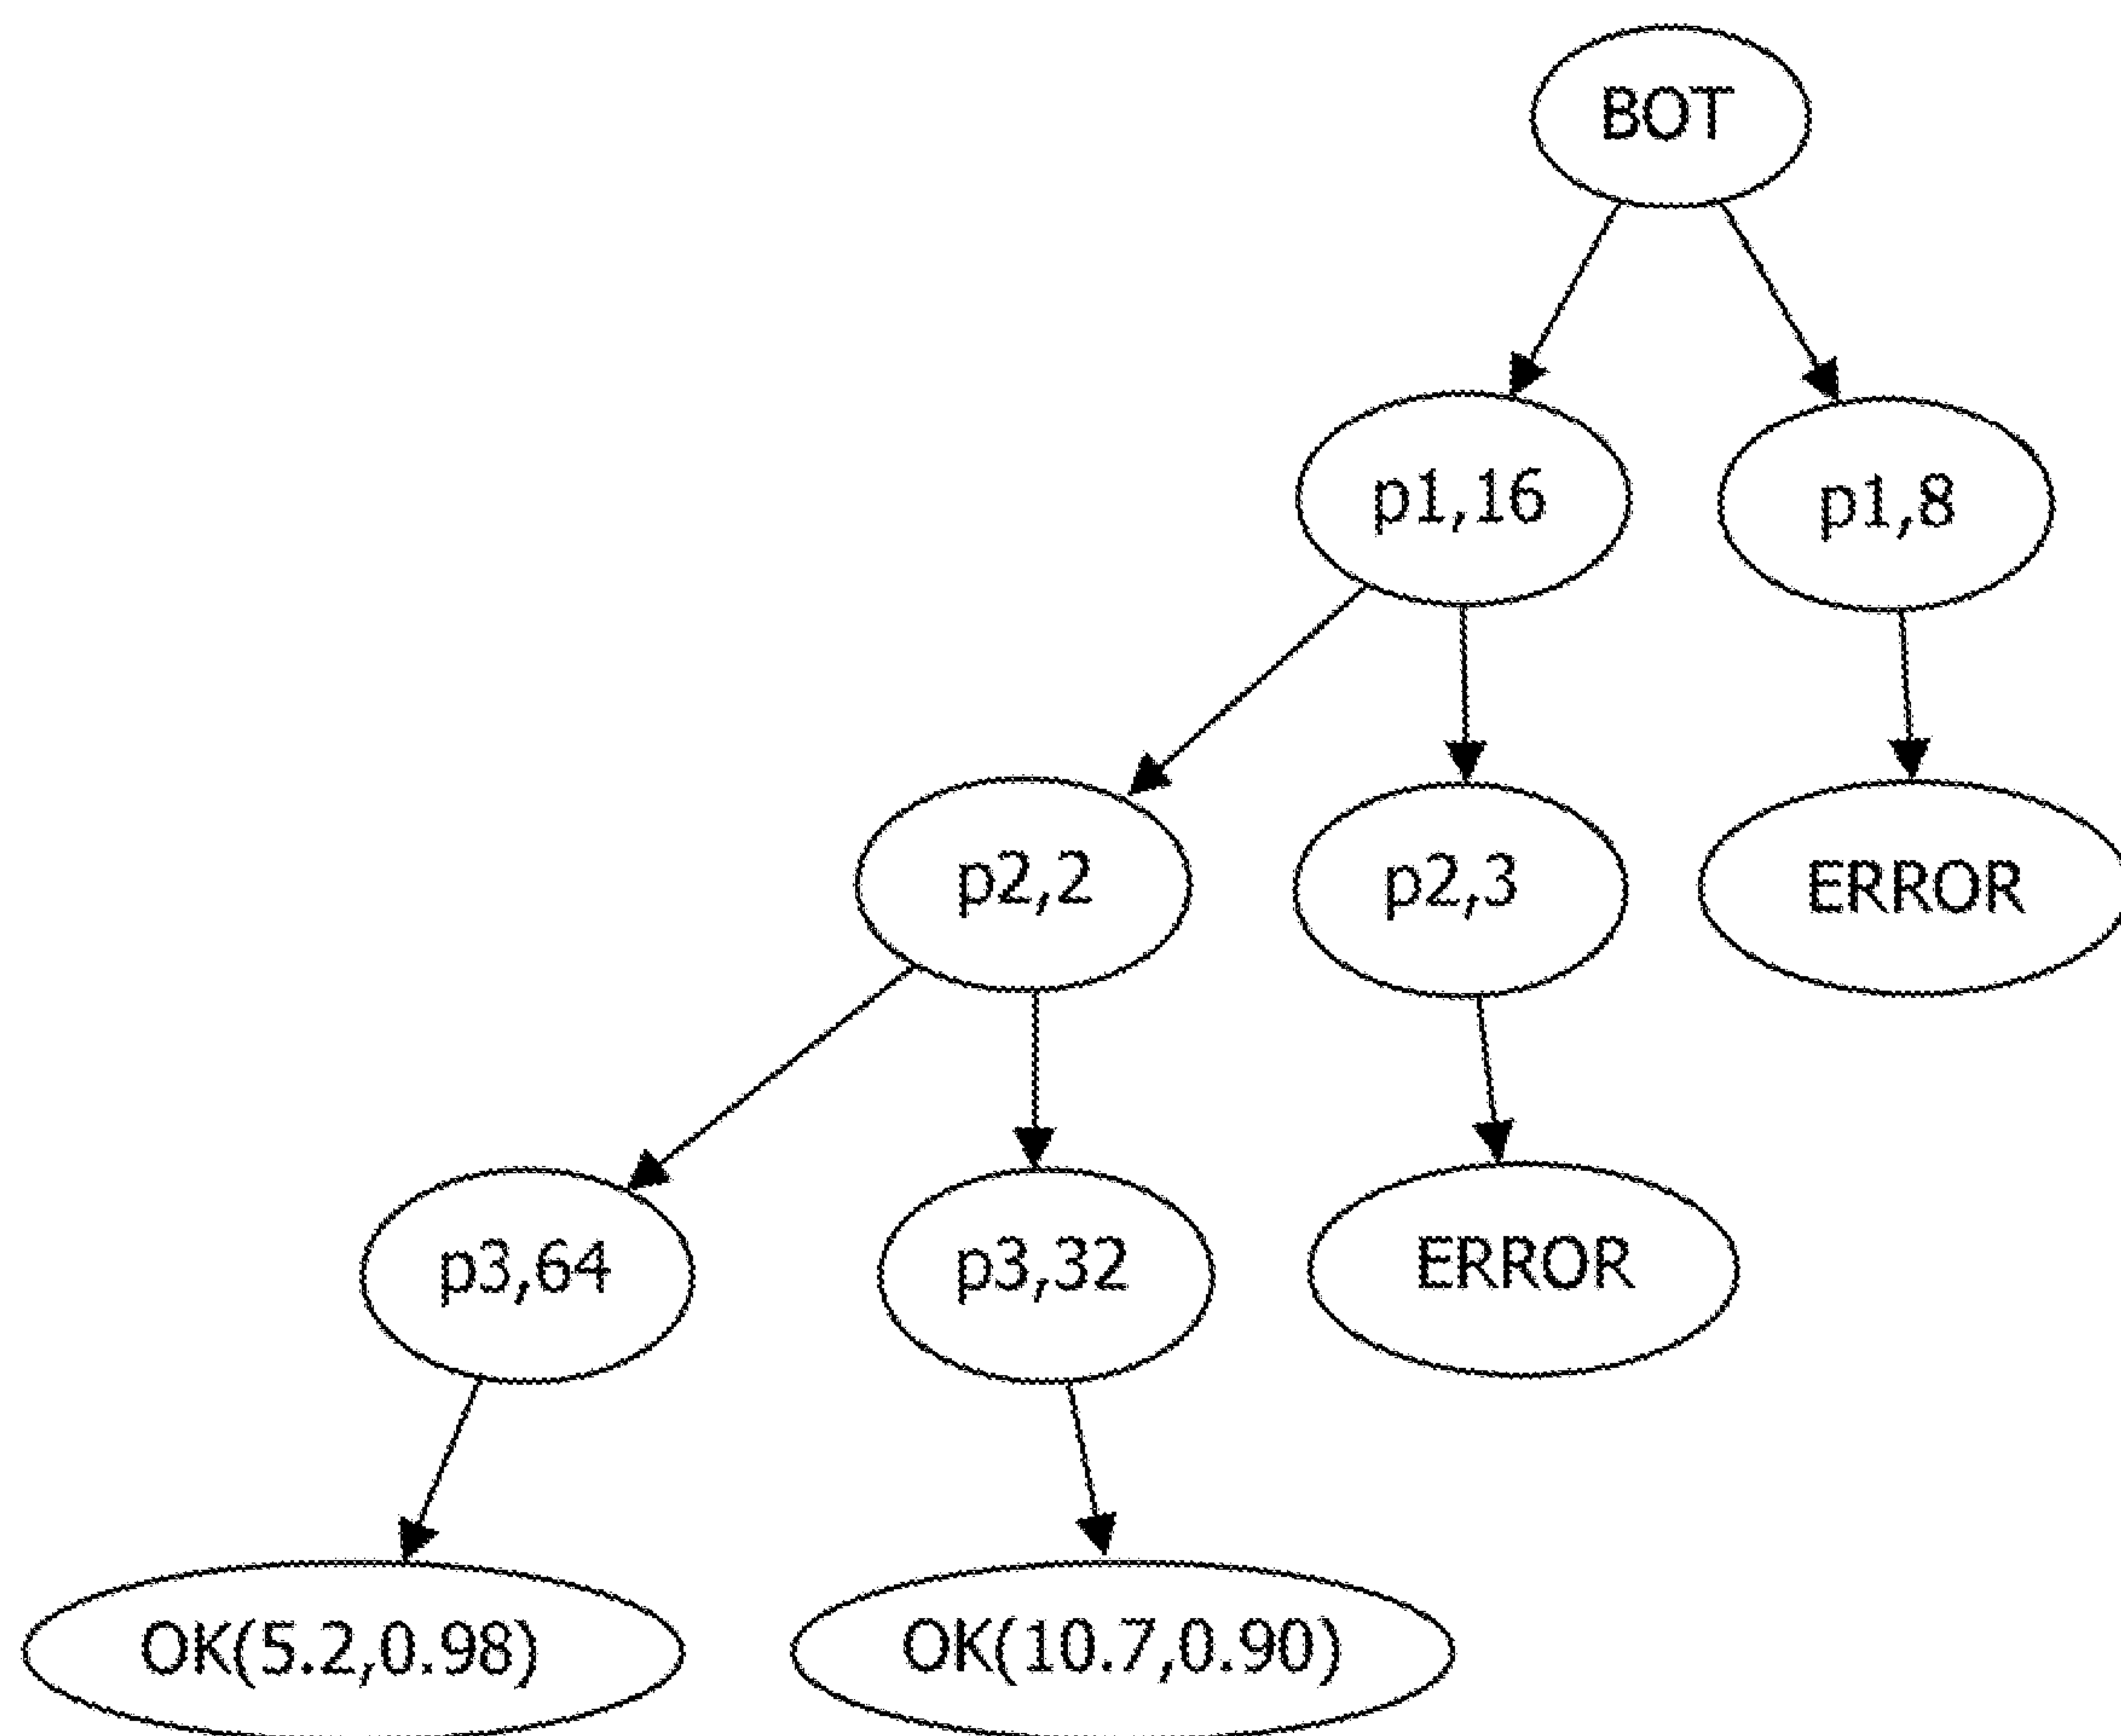 BOT
p1,16
p1,8
p2,2
p2,3
ERROR
p3,64
p3,32
ERROR
OK(5.2,0.98)
OK(10.7,0.90)